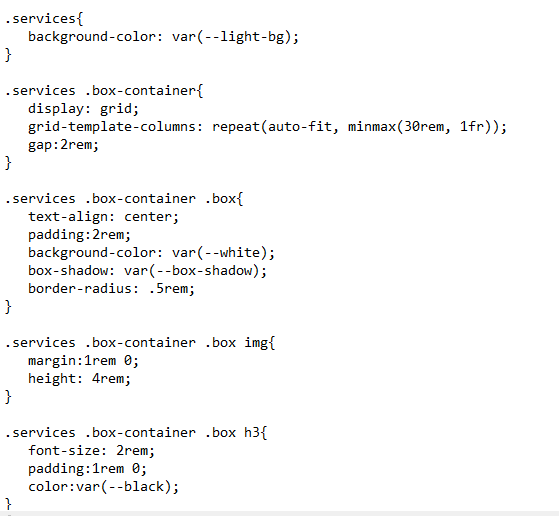 .services{
background-color: var(--light-bg);
}
.services .box-container{
display: grid;
grid-template-columns: repeat(auto-fit, minmax(30rem, 1fr));
gap:2rem;
}
.services .box-container .box{
text-align: center;
padding:2rem;
background-color: var(--white);
box-shadow: var(--box-shadow);
border-radius: .5rem;
}
.services .box-container .box img{
margin:1rem 0;
height: 4rem;
}
.services .box-container .box h3{
font-size: 2rem;
padding:1rem 0;
color:var(--black);
}